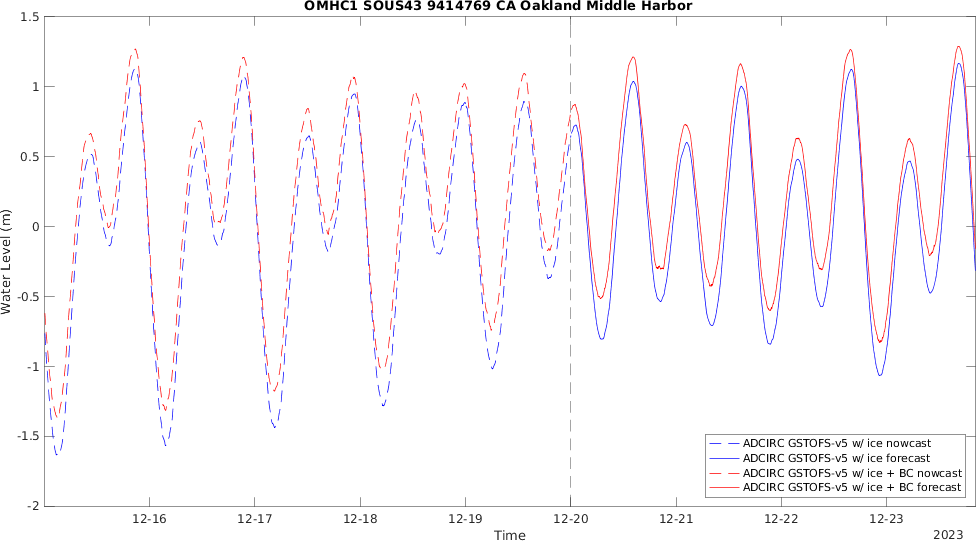 OMHC1 SOUS43 9414769 CA Oakland Middle Harbor
1.5
1
0.5
0
-0.5
-1
-1.5
-2
Water Level (m)
12-16
12-17
12-18
12-19
12-20
12-21
12-22
12-23
Time
2023
ADCIRC GSTOFS-v5 w/ ice nowcast
ADCIRC GSTOFS-v5 w/ ice forecast
ADCIRC GSTOFS-v5 w/ ice + BC nowcast
ADCIRC GSTOFS-v5 w/ ice + BC forecast